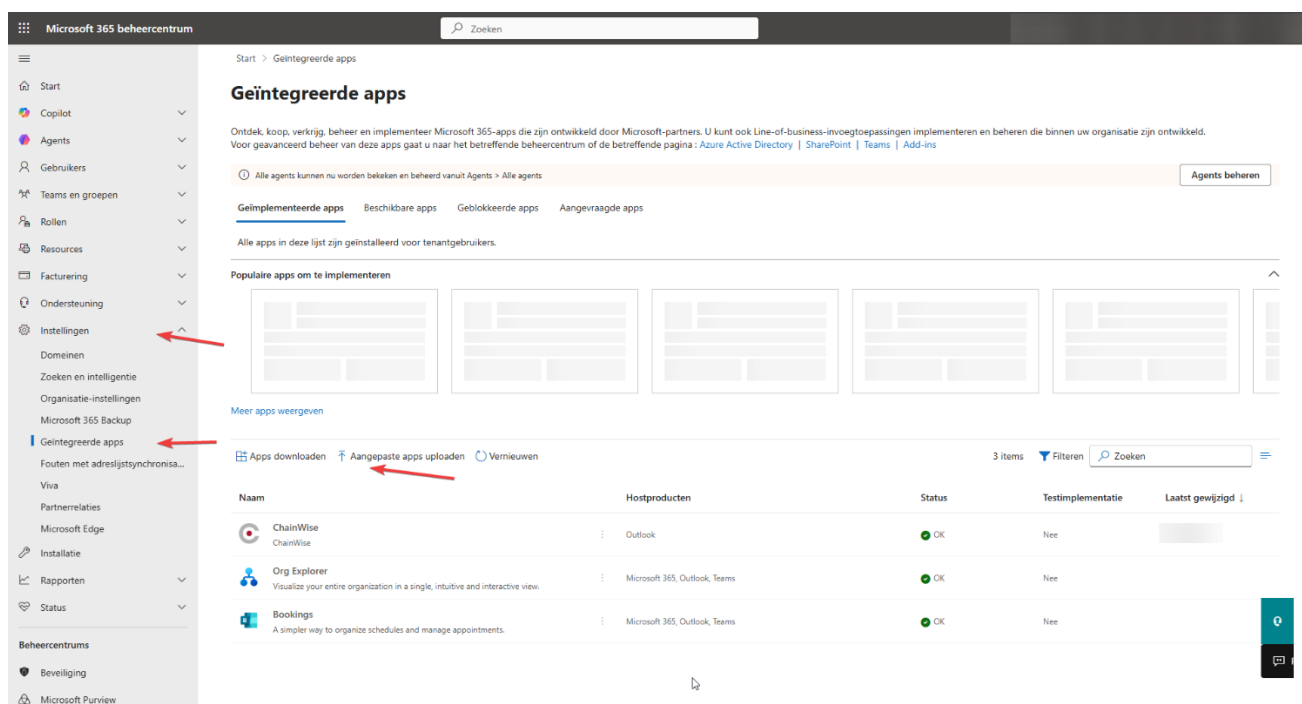 Microsoft 365 beheercentrum
Zoeken
Start
Copilot
Agents
Gebruikers
Teams en groepen
Rollen
Resources
Facturering
Ondersteuning
Instellingen
Domeinen
Zoeken en intelligentie
Organisatie-instellingen
Microsoft 365 Backup
Geïntegreerde apps
Fouten met adreslijstsynchronisa...
Viva
Partnerrelaties
Microsoft Edge
Installatie
Rapporten
Status
Beheercentrums
Beveiliging
Microsoft Purview
Start > Geïntegreerde apps
Geïntegreerde apps
Ontdek, koop, verkrijg, beheer en implementeer Microsoft 365-apps die zijn ontwikkeld door Microsoft-partners. U kunt ook Line-of-business-invoegtoepassingen implementeren en beheren die binnen uw organisatie zijn ontwikkeld.
Voor geavanceerd beheer van deze apps gaat u naar het betreffende beheercentrum of de betreffende pagina : Azure Active Directory | SharePoint | Teams | Add-ins
Alle agents kunnen nu worden bekeken en beheerd vanuit Agents > Alle agents
Agents beheren
Geïmplementeerde apps Beschikbare apps Geblokkeerde apps Aangevraagde apps
Alle apps in deze lijst zijn geïnstalleerd voor tenantgebruikers.
Populaire apps om te implementeren
Meer apps weergeven
Apps downloaden Aangepaste apps uploaden Vernieuwen 3 items Filteren Zoeken
Naam Hostproducten Status Testimplementatie Laatst gewijzigd ↓
ChainWise Outlook OK Nee
ChainWise
Org Explorer Microsoft 365, Outlook, Teams OK Nee
Visualize your entire organization in a single, intuitive and interactive view.
Bookings Microsoft 365, Outlook, Teams OK Nee
A simpler way to organize schedules and manage appointments.